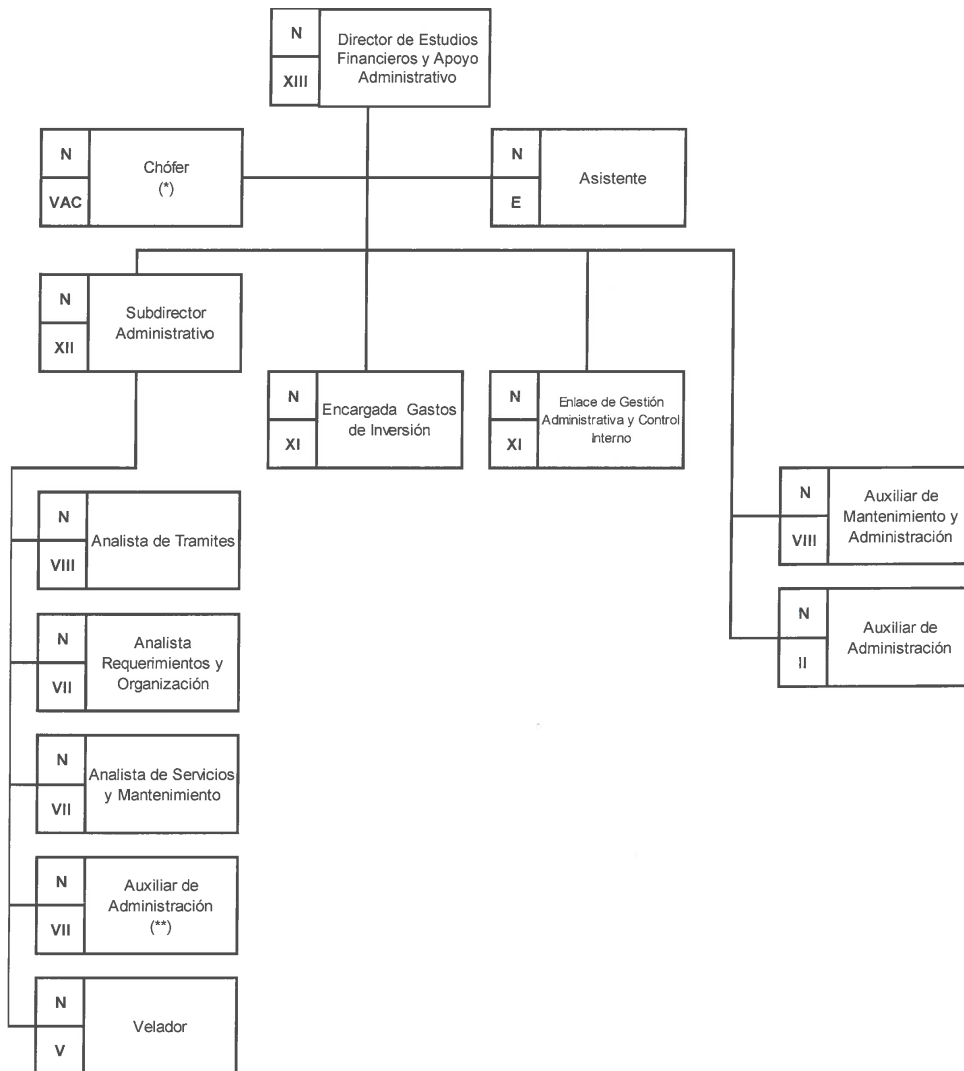 N
XIII
Director de Estudios
Financieros y Apoyo
Administrativo
N
VAC
Chófer
(*)
N
E
Asistente
N
XII
Subdirector
Administrativo
N
XI
Encargada Gastos
de Inversión
N
XI
Enlace de Gestión
Administrativa y Control
Interno
N
VIII
Auxiliar de
Mantenimiento y
Administración
N
II
Auxiliar de
Administración
N
VIII
Analista de Tramites
N
VII
Analista
Requerimientos y
Organización
N
VII
Analista de Servicios
y Mantenimiento
N
VII
Auxiliar de
Administración
(**)
N
V
Velador